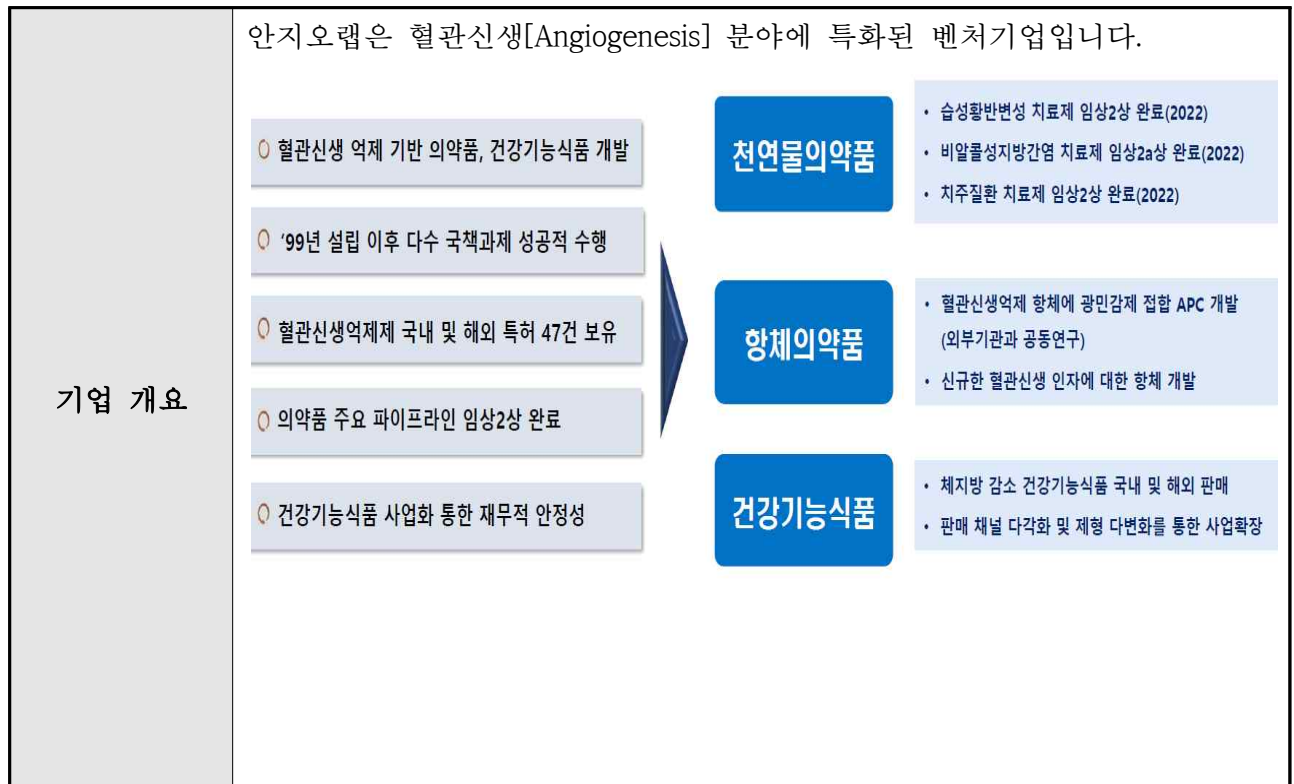 기업 개요
안지오랩은 혈관신생[Angiogenesis] 분야에 특화된 벤처기업입니다.
혈관신생 억제 기반 의약품, 건강기능식품 개발
‘99년 설립 이후 다수 국책과제 성공적 수행
혈관신생억제제 국내 및 해외 특허 47건 보유
의약품 주요 파이프라인 임상2상 완료
건강기능식품 사업화 통한 재무적 안정성
천연물의약품
• 습성황반변성 치료제 임상2상 완료(2022)
• 비알콜성지방간염 치료제 임상2a상 완료(2022)
• 치주질환 치료제 임상2상 완료(2022)
항체의약품
• 혈관신생억제 항체에 광민감제 접합 APC 개발
(외부기관과 공동연구)
• 신규한 혈관신생 인자에 대한 항체 개발
건강기능식품
• 체지방 감소 건강기능식품 국내 및 해외 판매
• 판매 채널 다각화 및 제형 다변화를 통한 사업확장